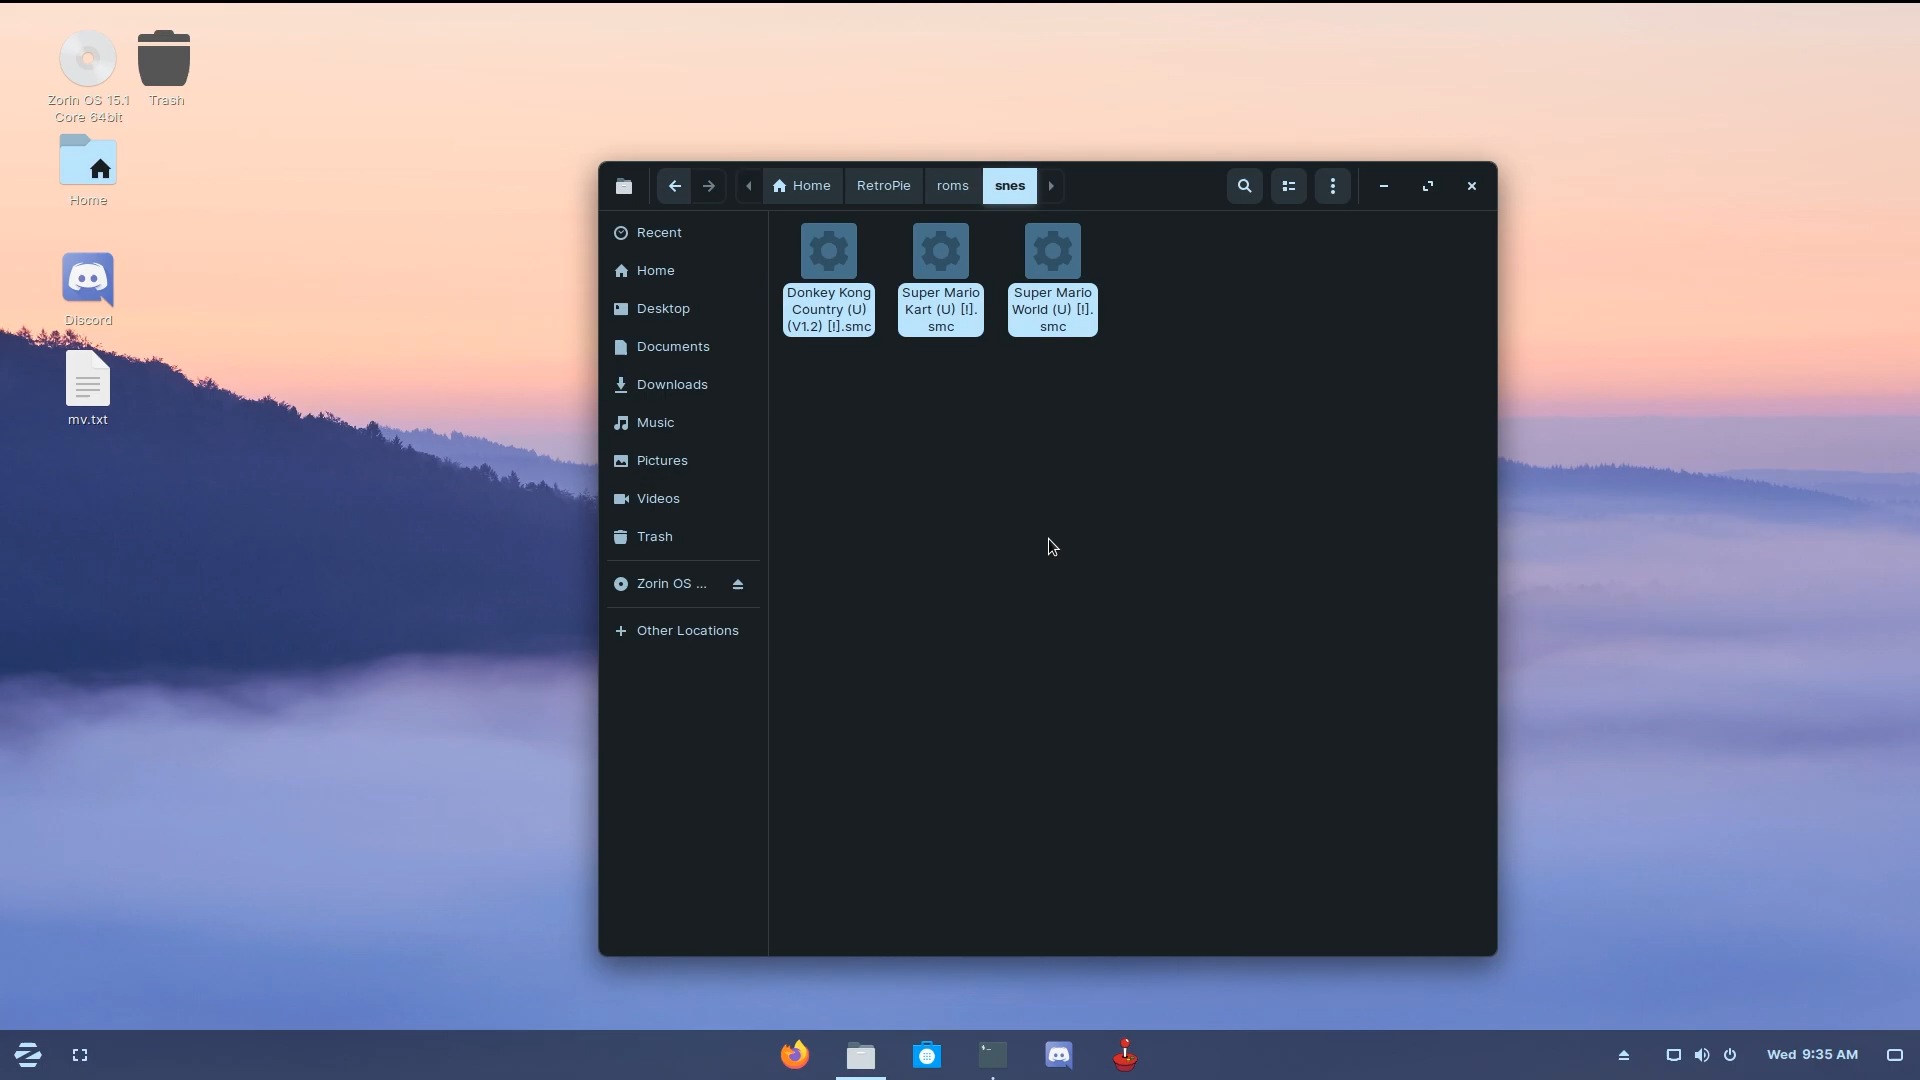 Zorin OS 15.1
Core 64bit
Trash
Home
Discord
mv.txt
Home
RetroPie
roms
snes
Recent
Home
Desktop
Documents
Downloads
Music
Pictures
Videos
Trash
Zorin OS ...
Other Locations
Donkey Kong
Country (U)
(V1.2) [!].smc
Super Mario
Kart (U) [!].
smc
Super Mario
World (U) [!].
smc
Wed 9:35 AM